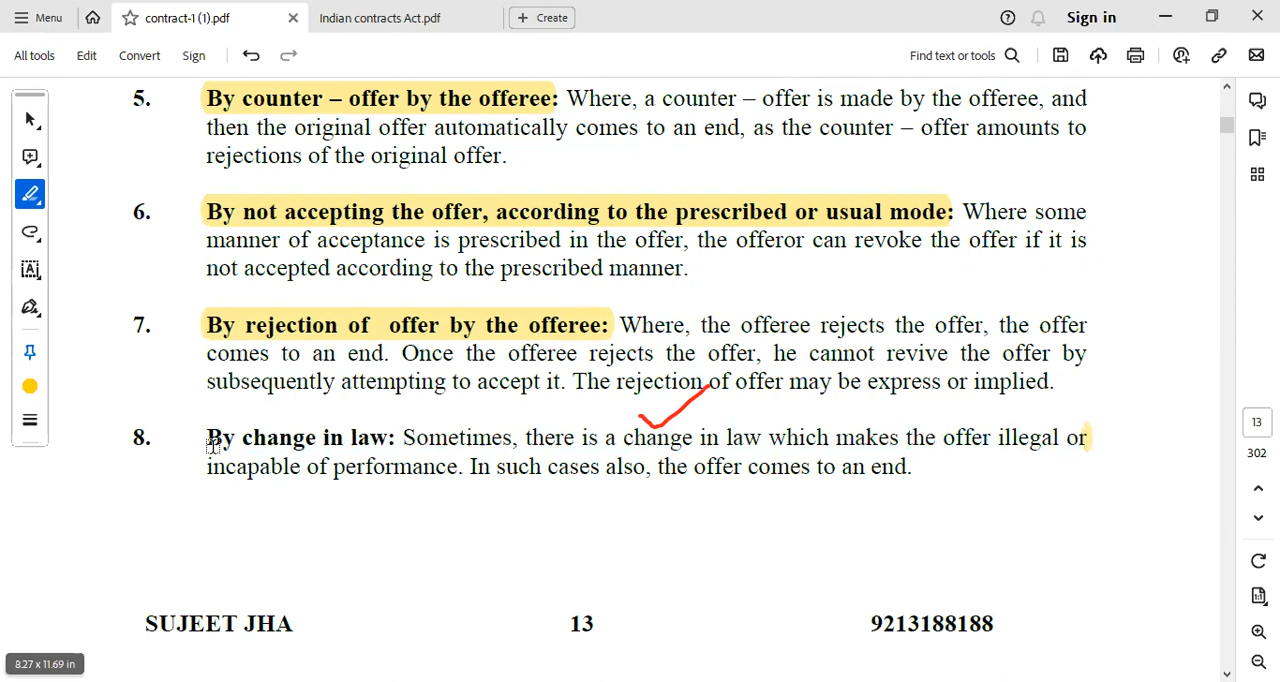 Menu contract-1 (1).pdf Indian contracts Act.pdf Create Sign in
All tools Edit Convert Sign Find text or tools
5. By counter – offer by the offeree: Where, a counter – offer is made by the offeree, and
then the original offer automatically comes to an end, as the counter – offer amounts to
rejections of the original offer.
6. By not accepting the offer, according to the prescribed or usual mode: Where some
manner of acceptance is prescribed in the offer, the offeror can revoke the offer if it is
not accepted according to the prescribed manner.
7. By rejection of offer by the offeree: Where, the offeree rejects the offer, the offer
comes to an end. Once the offeree rejects the offer, he cannot revive the offer by
subsequently attempting to accept it. The rejection of offer may be express or implied.
13
8. By change in law: Sometimes, there is a change in law which makes the offer illegal or
302
incapable of performance. In such cases also, the offer comes to an end.
SUJEET JHA 13 9213188188
8.27 x 11.69 in